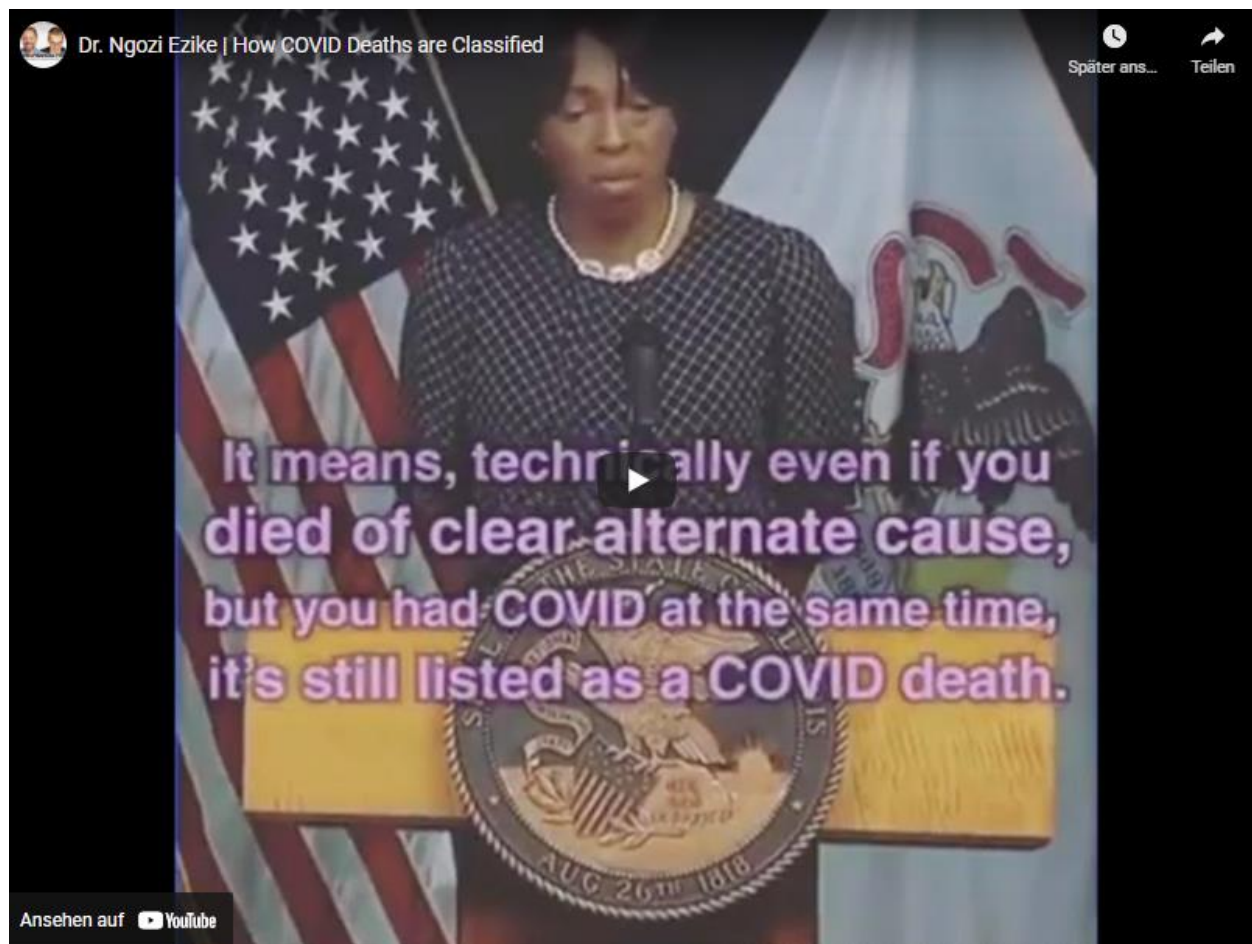 Dr. Ngozi Ezike | How COVID Deaths are Classified
Später ans...
Teilen
It means, technically even if you
died of clear alternate cause,
but you had COVID at the same time,
it's still listed as a COVID death.
AUG 26TH 1818
Ansehen auf YouTube